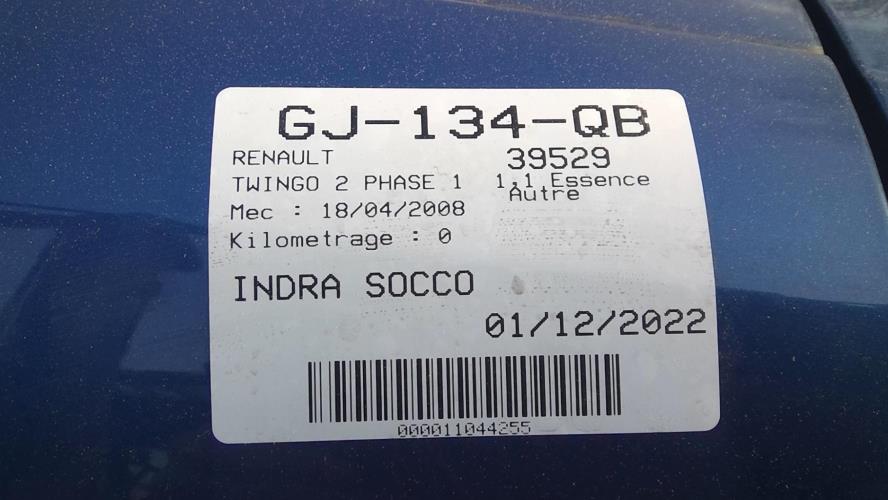 GJ-134-QB
RENAULT 39529
TWINGO 2 PHASE 1 1,1 Essence
Autre
Mec : 18/04/2008
Kilometrage : 0
INDRA SOCCO
01/12/2022
000011044255